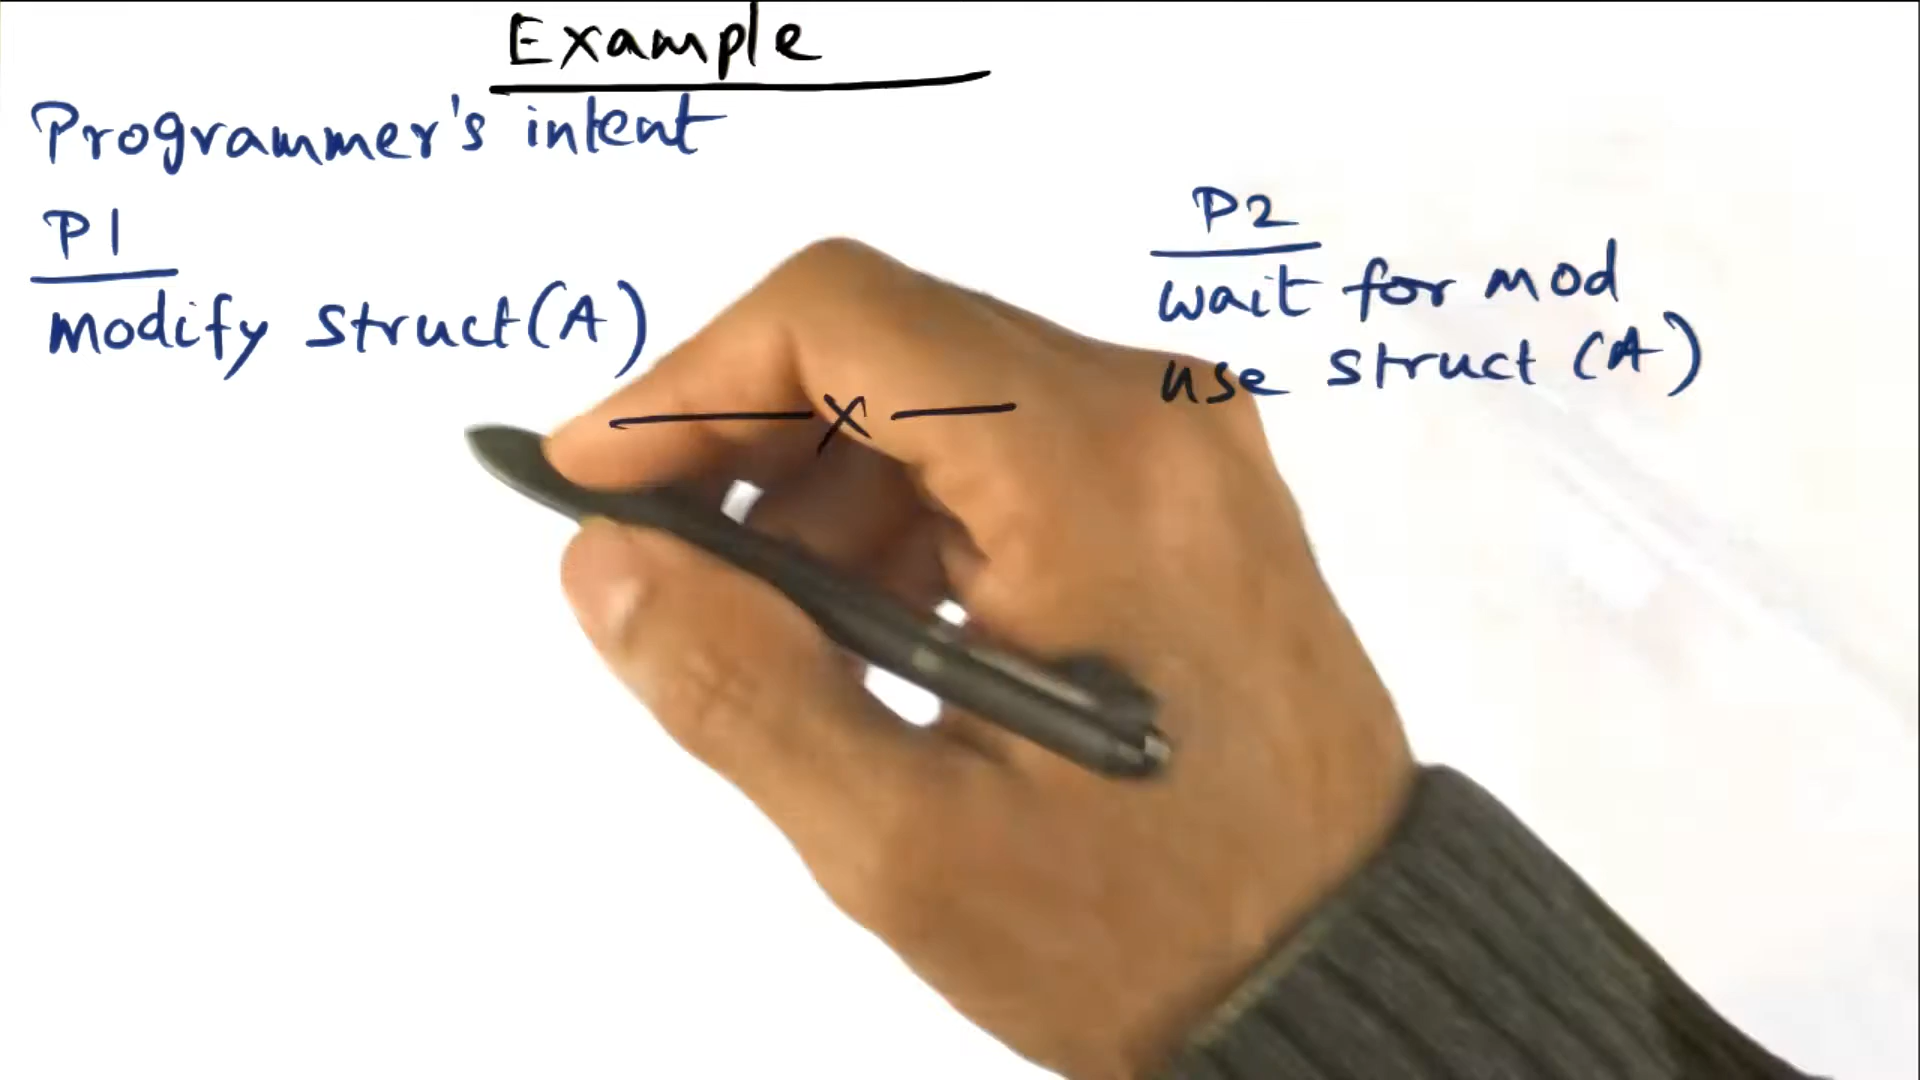 Example
Programmer's intent
P1
modify struct(A)
P2
wait for mod
use struct (A)
x